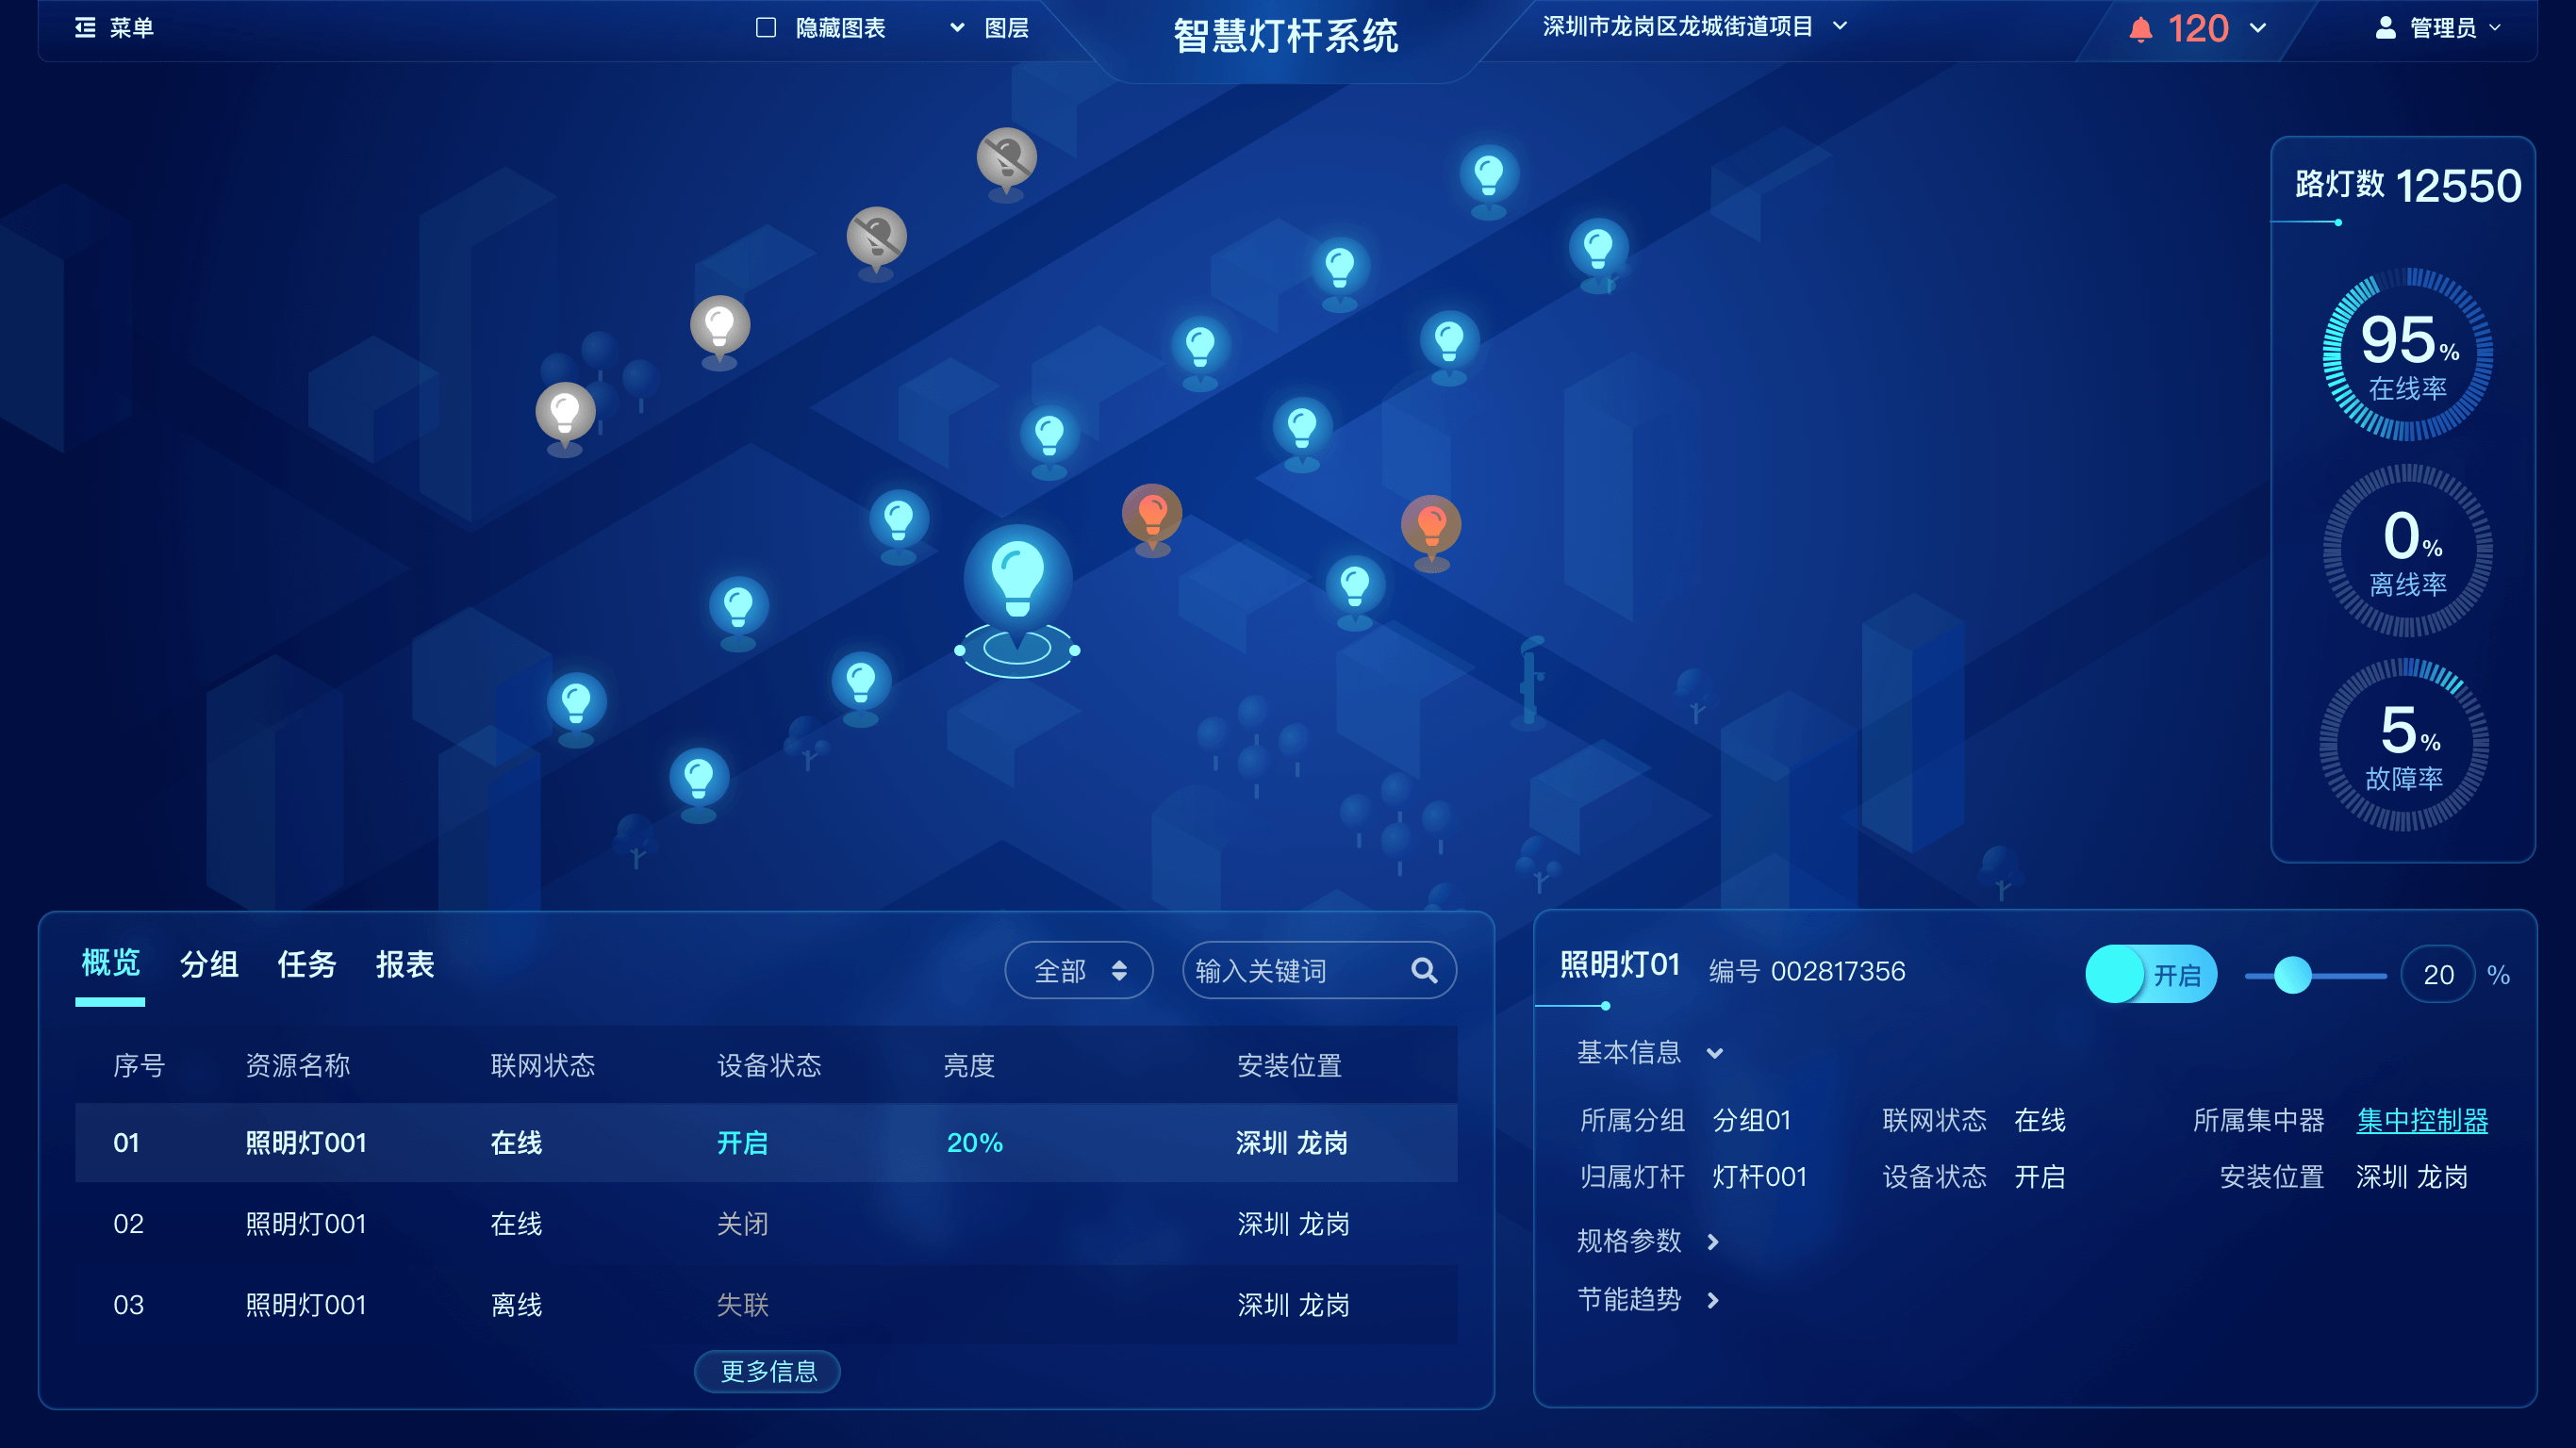 菜单
隐藏图表
图层
智慧灯杆系统
深圳市龙岗区龙城街道项目
120
管理员
路灯数 12550
95%
在线率
0%
离线率
5%
故障率
概览 分组 任务 报表
全部
输入关键词
序号 资源名称 联网状态 设备状态 亮度 安装位置
01 照明灯001 在线 开启 20% 深圳 龙岗
02 照明灯001 在线 关闭 深圳 龙岗
03 照明灯001 离线 失联 深圳 龙岗
更多信息
照明灯01 编号 002817356
开启
20 %
基本信息
所属分组 分组01 联网状态 在线 所属集中器 集中控制器
归属灯杆 灯杆001 设备状态 开启 安装位置 深圳 龙岗
规格参数
节能趋势